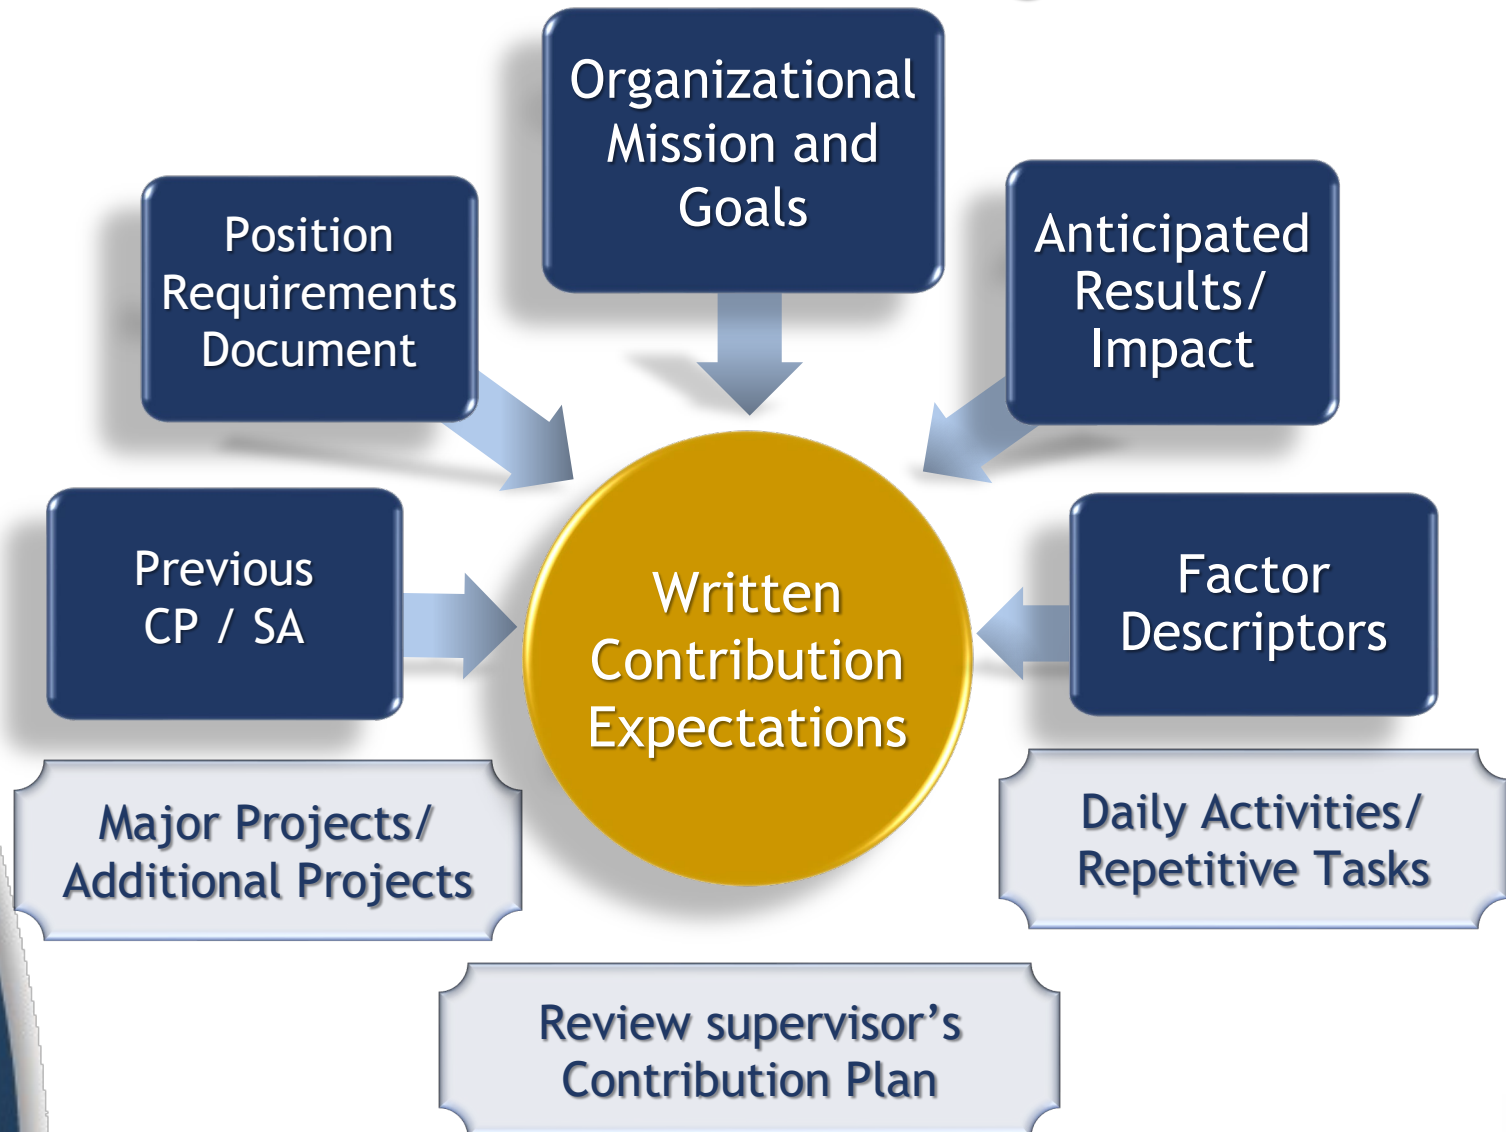 Organizational
Mission and
Goals
Position
Requirements
Document
Anticipated
Results/
Impact
Previous
CP / SA
Written
Contribution
Expectations
Factor
Descriptors
Major Projects/
Additional Projects
Daily Activities/
Repetitive Tasks
Review supervisor’s
Contribution Plan